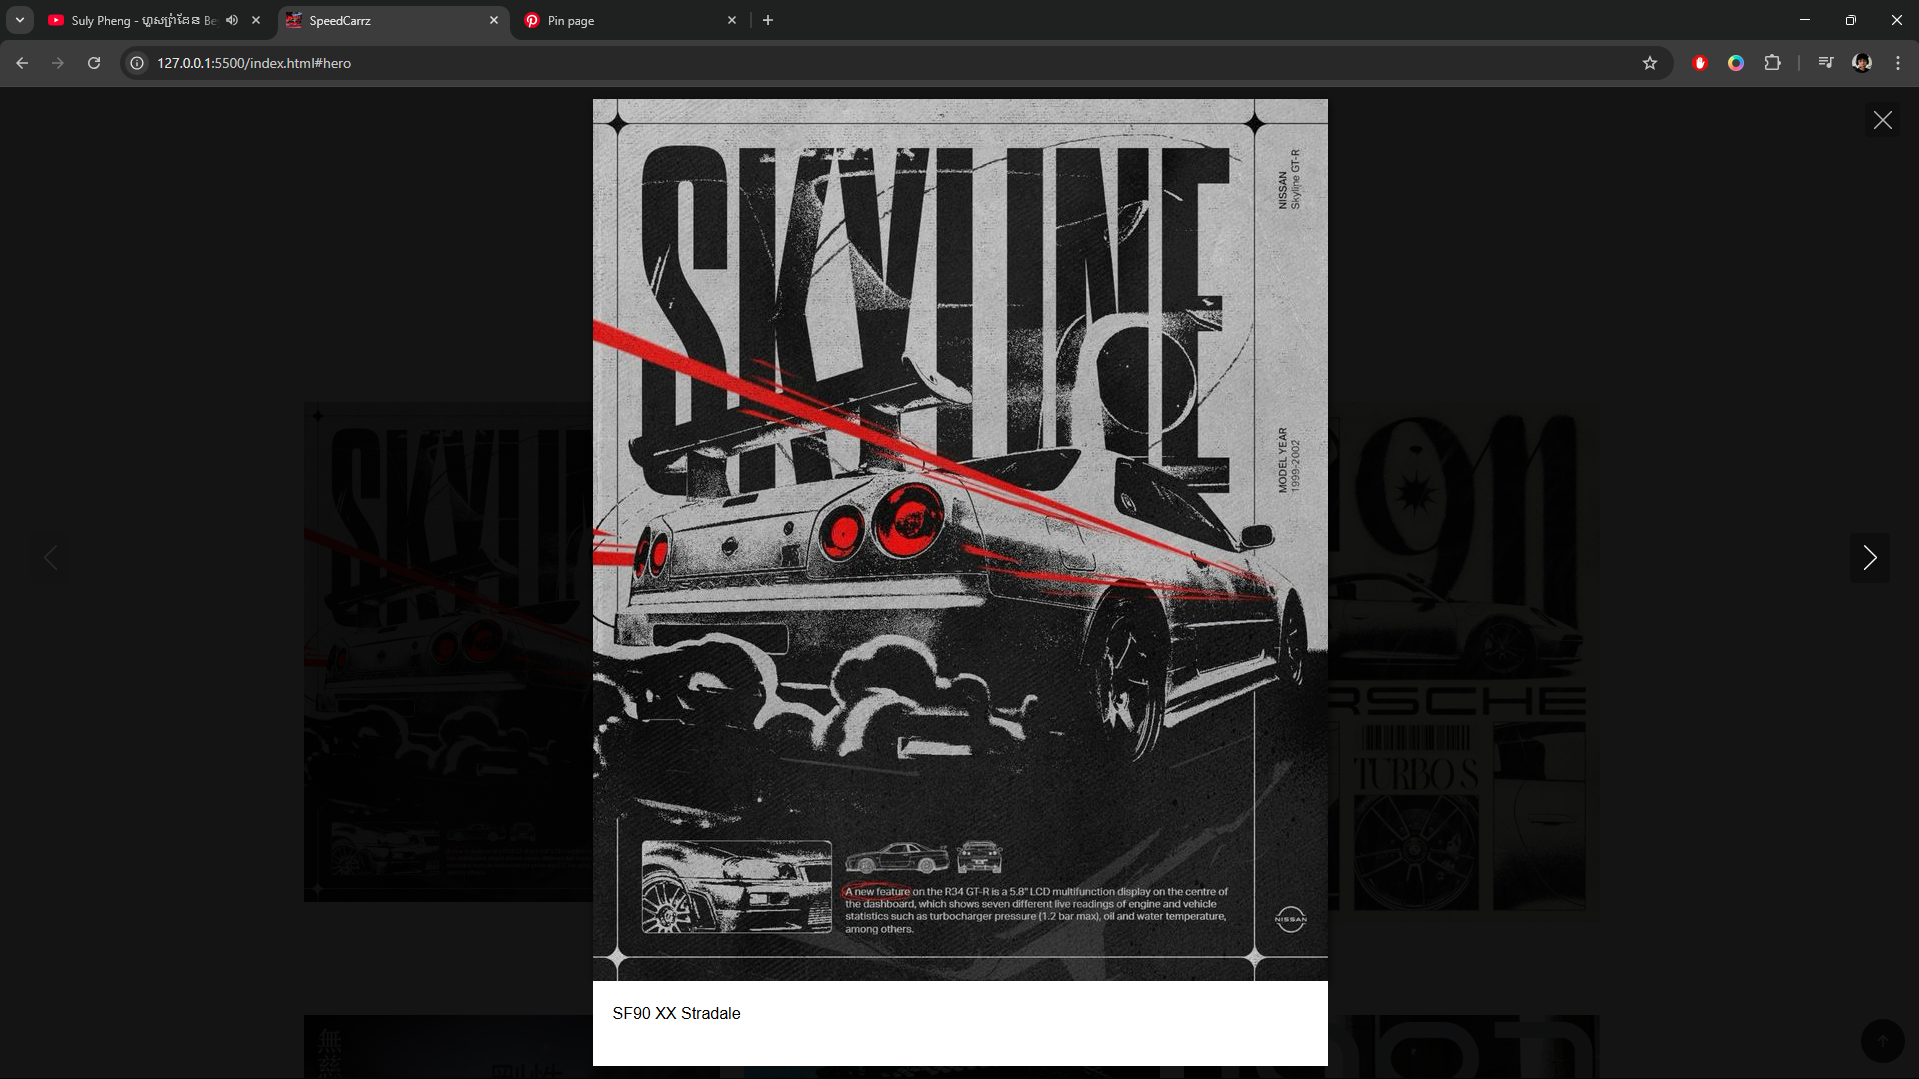 Suly Pheng - ហួសព្រំដែន Be
SpeedCarrz
Pin page
127.0.0.1:5500/index.html#hero
SKYLINE
NISSAN
Skyline GT-R
MODEL YEAR
1999-2002
A new feature on the R34 GT-R is a 5.8" LCD multifunction display on the centre of
the dashboard, which shows seven different live readings of engine and vehicle
statistics such as turbocharger pressure (1.2 bar max), oil and water temperature,
among others.
NISSAN
SF90 XX Stradale
SKYLINE
911
RSCHE
TURBO S
無